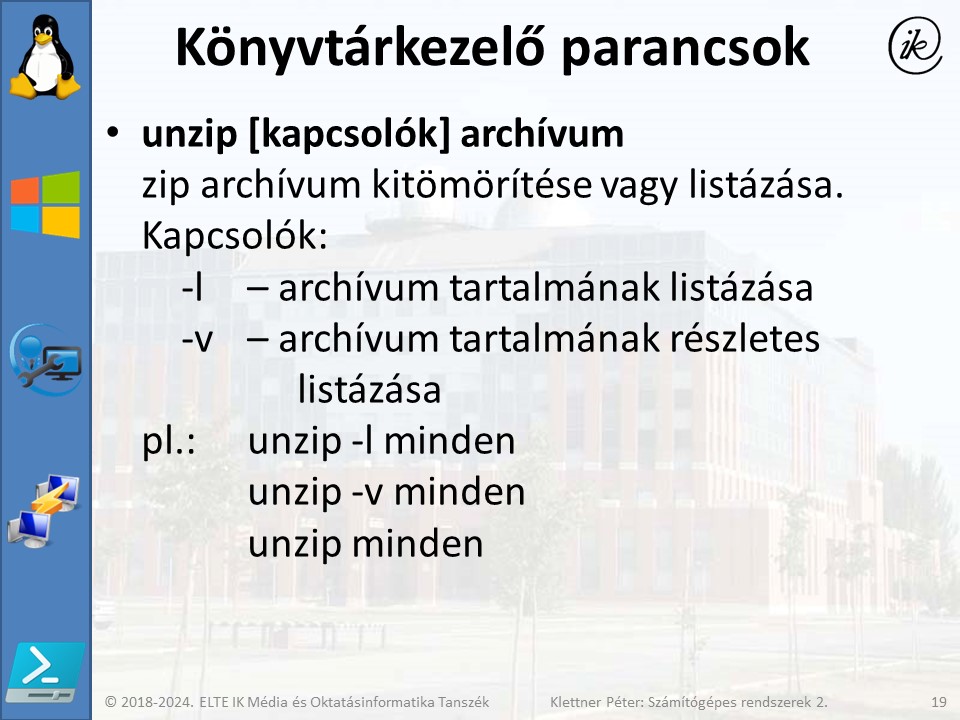 Könyvtárkezelő parancsok
ik
• unzip [kapcsolók] archívum
zip archívum kitömörítése vagy listázása.
Kapcsolók:
-l – archívum tartalmának listázása
-v – archívum tartalmának részletes
listázása
pl.: unzip -l minden
unzip -v minden
unzip minden
© 2018-2024. ELTE IK Média és Oktatásinformatika Tanszék Klettner Péter: Számítógépes rendszerek 2. 19